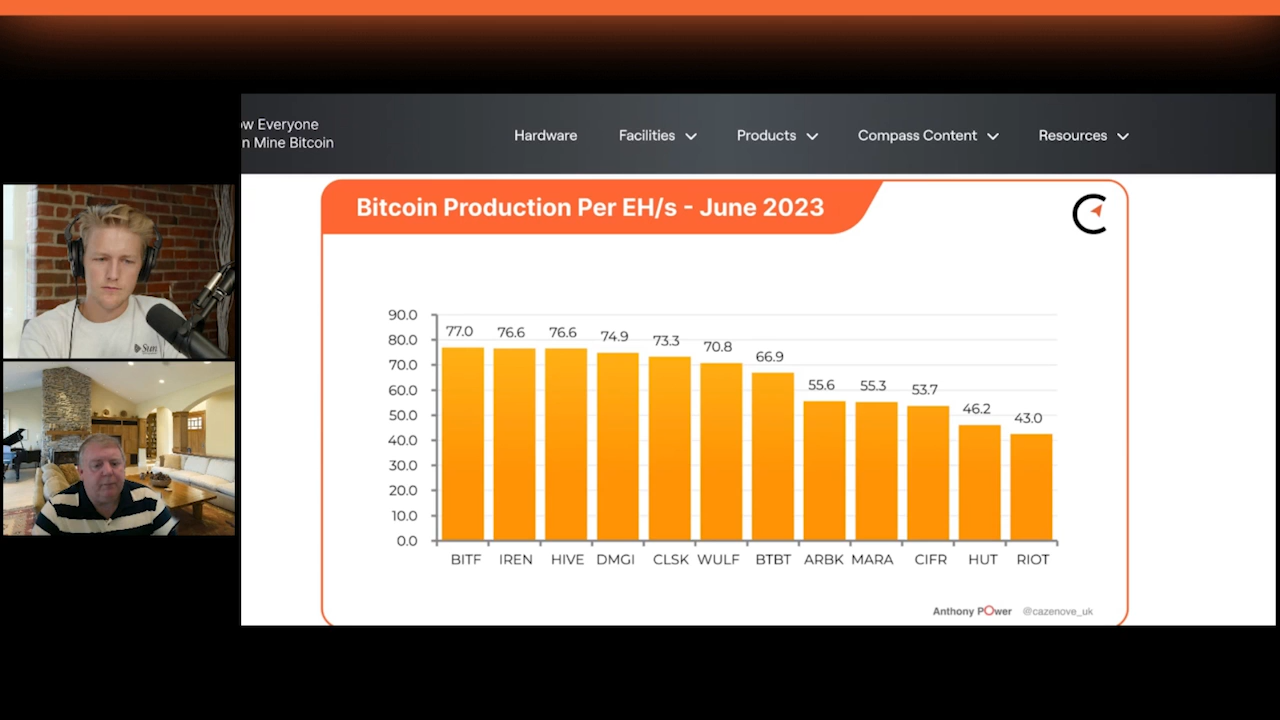 ow Everyone
n Mine Bitcoin
Hardware
Facilities
Products
Compass Content
Resources
Bitcoin Production Per EH/s - June 2023
90.0
80.0
70.0
60.0
50.0
40.0
30.0
20.0
10.0
0.0
77.0
76.6
76.6
74.9
73.3
70.8
66.9
55.6
55.3
53.7
46.2
43.0
BITF
IREN
HIVE
DMGI
CLSK
WULF
BTBT
ARBK
MARA
CIFR
HUT
RIOT
Anthony POwer @cazenove_uk
Sun